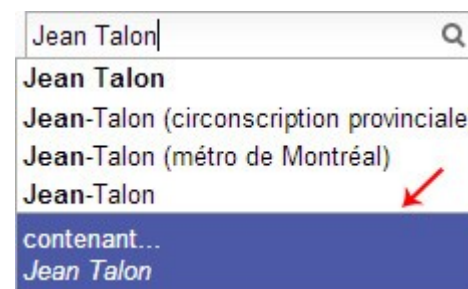 Jean Talon
Jean Talon
Jean-Talon (circonscription provinciale
Jean-Talon (métro de Montréal)
Jean-Talon
contenant...
Jean Talon